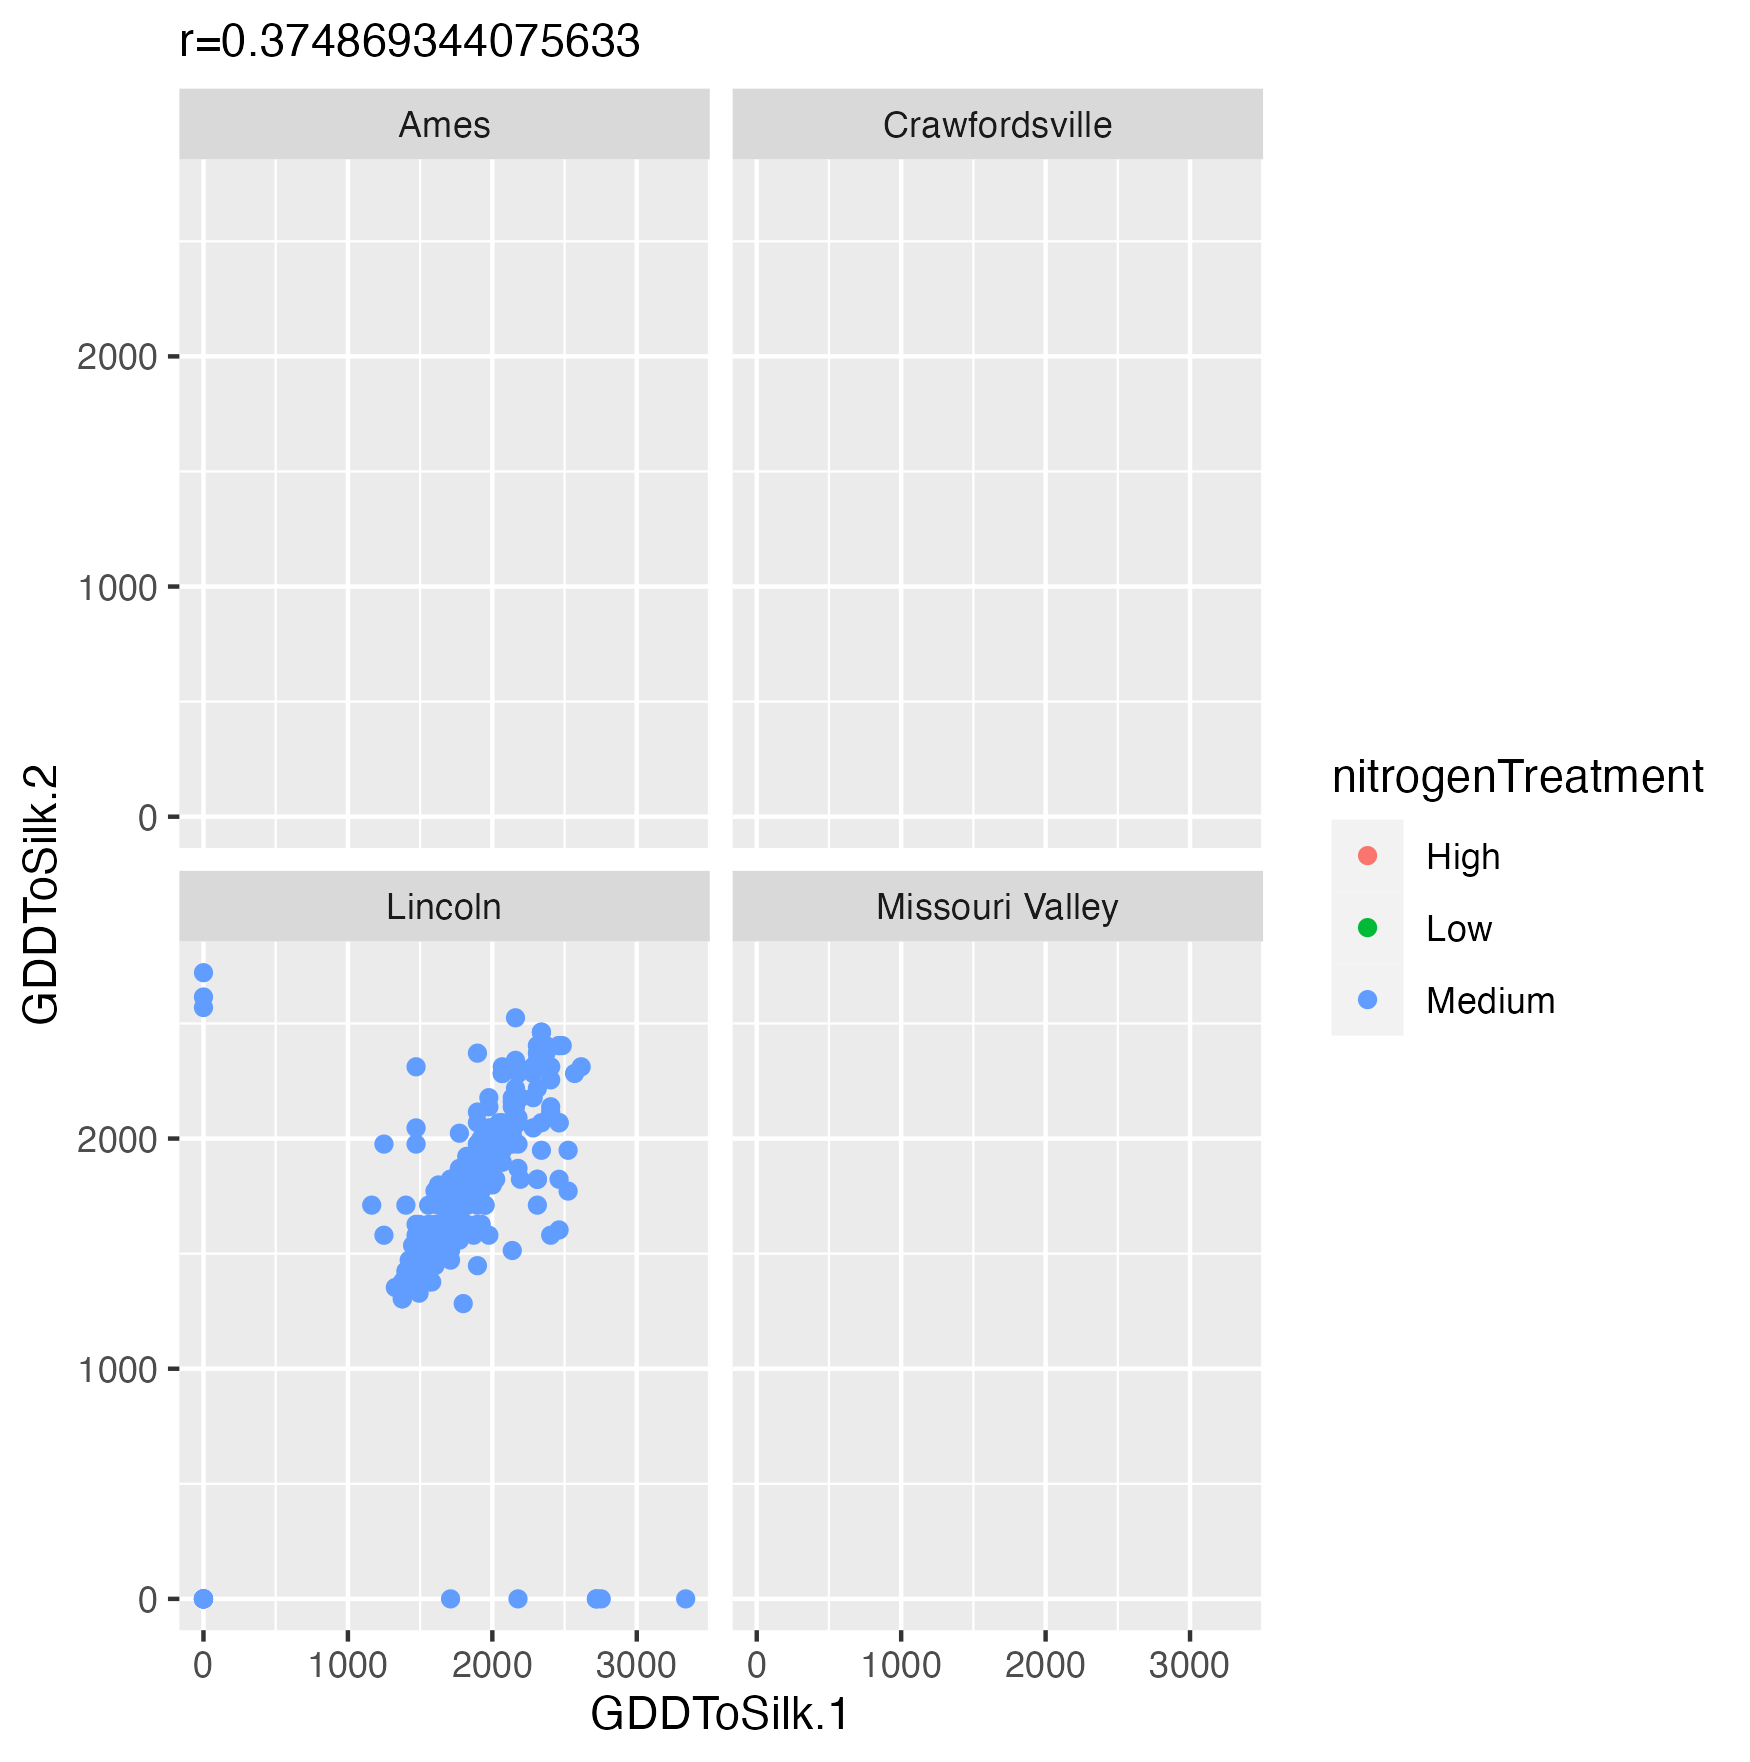 r=0.374869344075633
Ames
Crawfordsville
2000
1000
0
Lincoln
Missouri Valley
2000
1000
0
0
1000
2000
3000
0
1000
2000
3000
GDDToSilk.1
GDDToSilk.2
nitrogenTreatment
High
Low
Medium